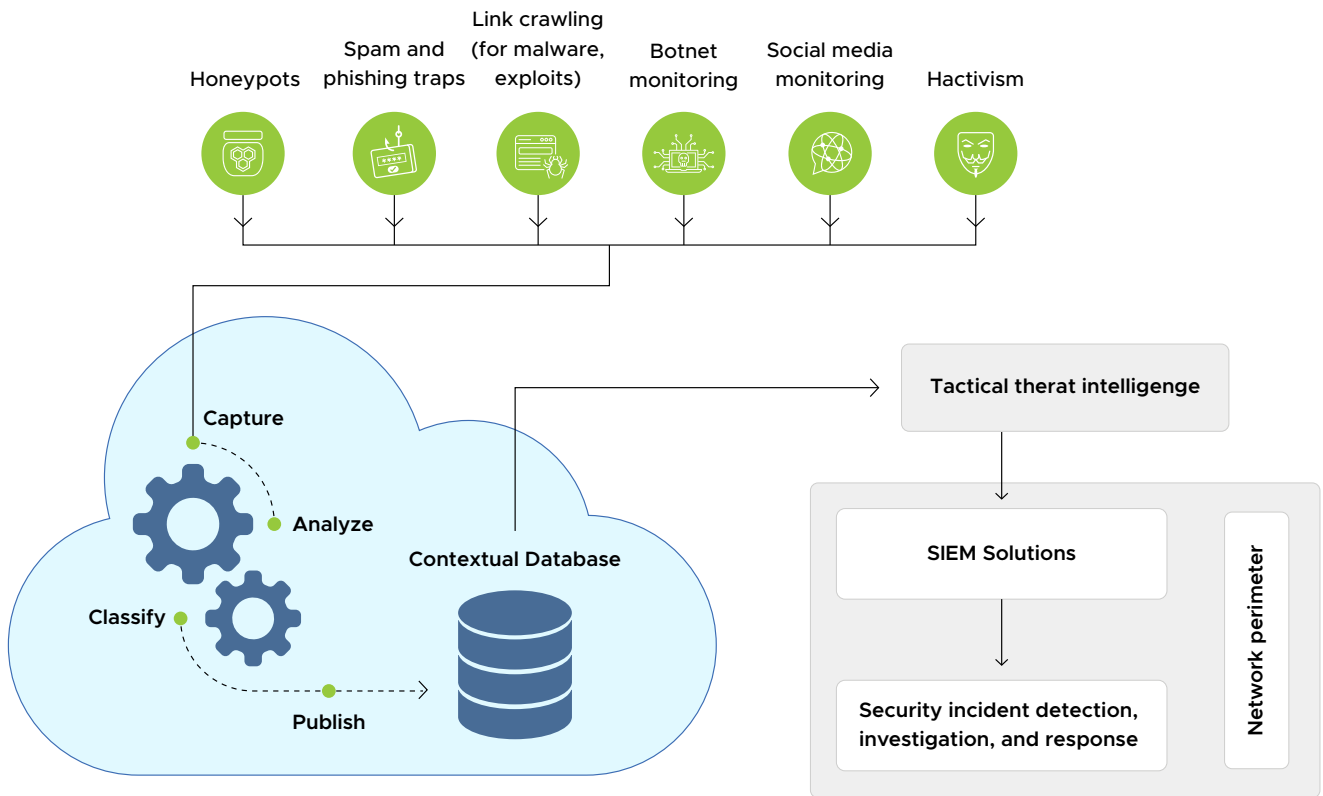 Honeypots
Spam and
phishing traps
Link crawling
(for malware,
exploits)
Botnet
monitoring
Social media
monitoring
Hactivism
Capture
Analyze
Classify
Publish
Contextual Database
Tactical therat intelligenge
SIEM Solutions
Security incident detection,
investigation, and response
Network perimeter